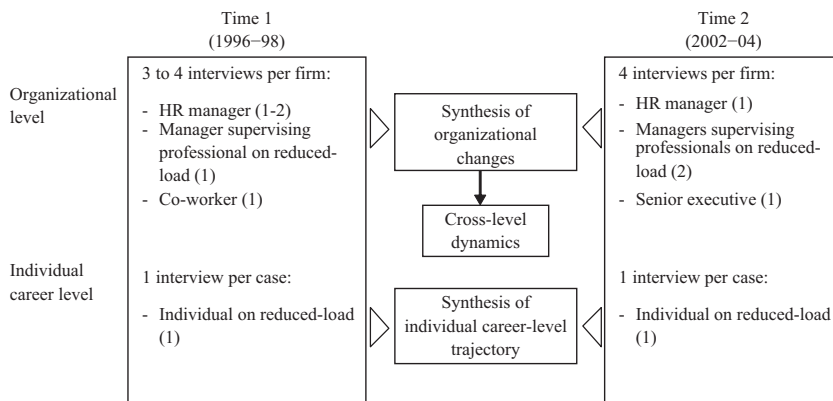 Time 1
(1996−98)
Time 2
(2002−04)
Organizational
level
3 to 4 interviews per firm:
- HR manager (1-2)
- Manager supervising
professional on reduced-
load (1)
- Co-worker (1)
Synthesis of
organizational
changes
4 interviews per firm:
- HR manager (1)
- Managers supervising
professionals on reduced-
load (2)
- Senior executive (1)
Cross-level
dynamics
Individual
career level
1 interview per case:
- Individual on reduced-load
(1)
Synthesis of
individual career-level
trajectory
1 interview per case:
- Individual on reduced-load
(1)